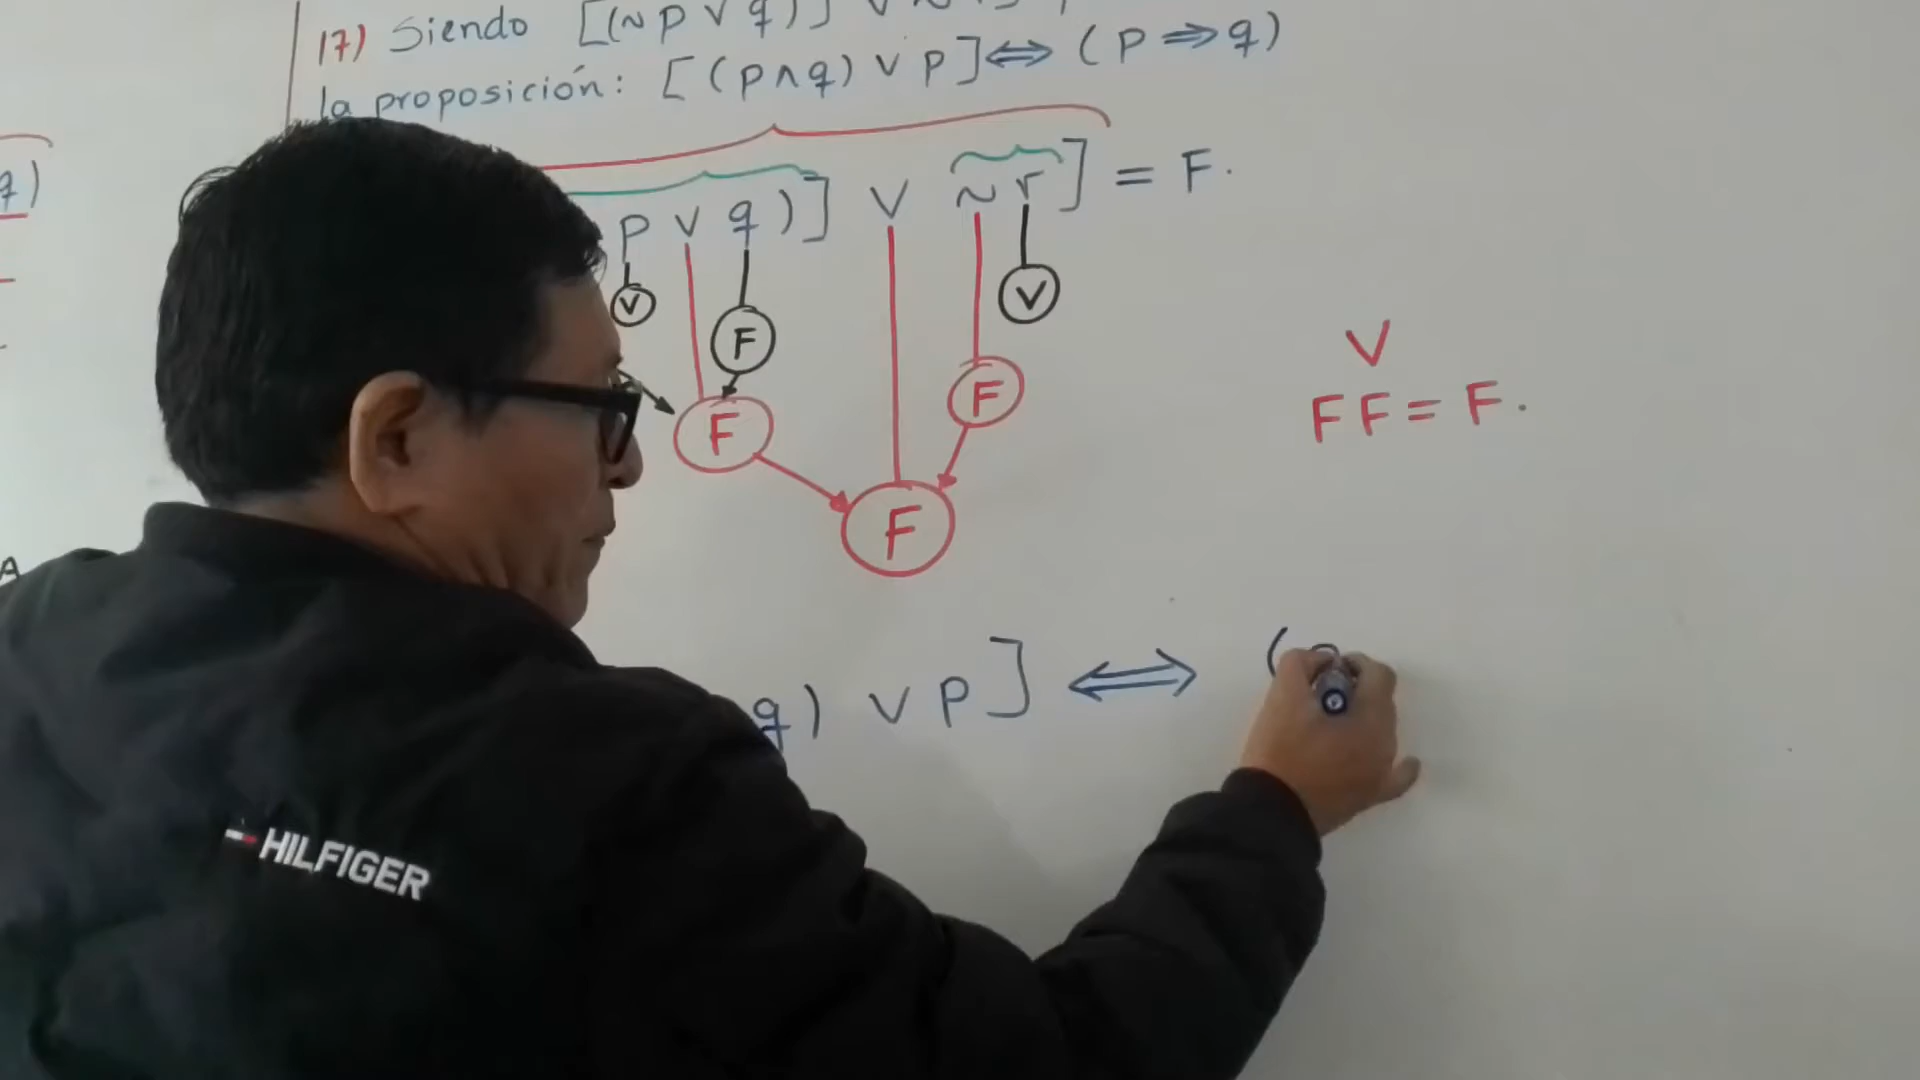 17) Siendo [(~p ∨ q)] ∨ ~
la proposición: [(p∧q) ∨ p] ⇔ (p ⇒ q)
q)
p ∨ q)] ∨ ~r] = F.
V
F
V
V
F
F
FF = F.
F
A
q) ∨ p] ⇔ (
HILFIGER